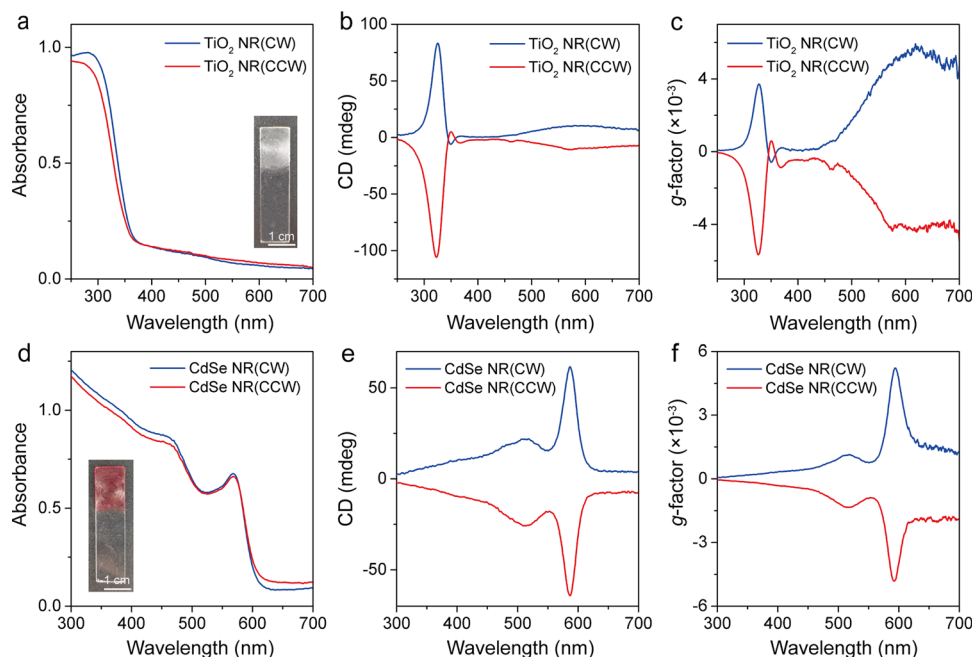 a
TiO₂ NR(CW)
TiO₂ NR(CCW)
1 cm
Absorbance
1.0
0.5
0.0
300 400 500 600 700
Wavelength (nm)
b
TiO₂ NR(CW)
TiO₂ NR(CCW)
CD (mdeg)
100
50
0
-50
-100
300 400 500 600 700
Wavelength (nm)
c
TiO₂ NR(CW)
TiO₂ NR(CCW)
g-factor (×10⁻³)
4
0
-4
300 400 500 600 700
Wavelength (nm)
d
CdSe NR(CW)
CdSe NR(CCW)
1 cm
Absorbance
1.0
0.5
0.0
300 400 500 600 700
Wavelength (nm)
e
CdSe NR(CW)
CdSe NR(CCW)
CD (mdeg)
50
0
-50
300 400 500 600 700
Wavelength (nm)
f
CdSe NR(CW)
CdSe NR(CCW)
g-factor (×10⁻³)
6
3
0
-3
-6
300 400 500 600 700
Wavelength (nm)